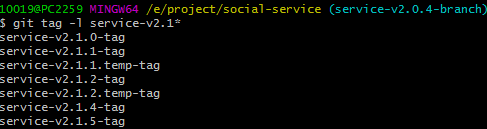 10019@PC2259 MINGW64 /e/project/social-service (service-v2.0.4-branch)
$ git tag -l service-v2.1*
service-v2.1.0-tag
service-v2.1.1-tag
service-v2.1.1.temp-tag
service-v2.1.2-tag
service-v2.1.2.temp-tag
service-v2.1.4-tag
service-v2.1.5-tag